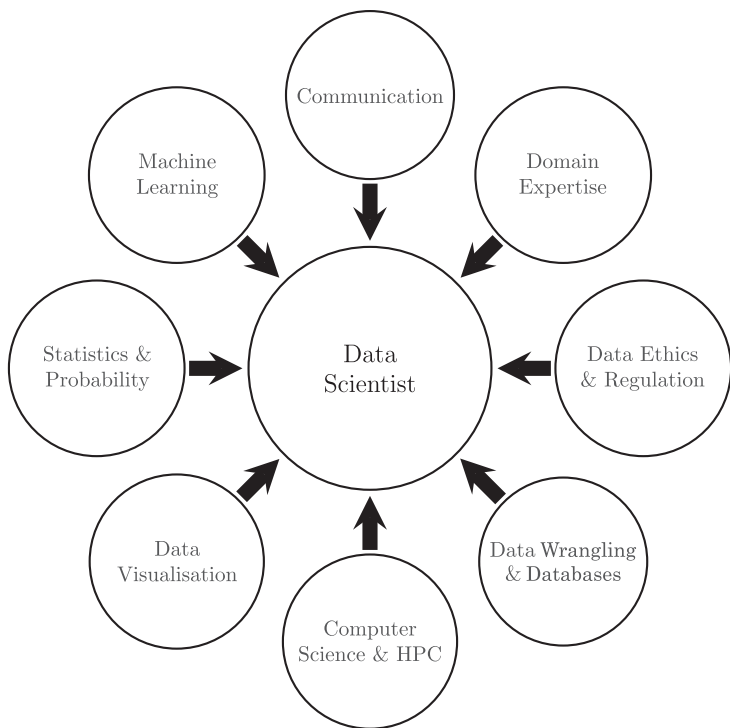 Communication
Machine
Learning
Domain
Expertise
Statistics &
Probability
Data
Scientist
Data Ethics
& Regulation
Data
Visualisation
Data Wrangling
& Databases
Computer
Science & HPC